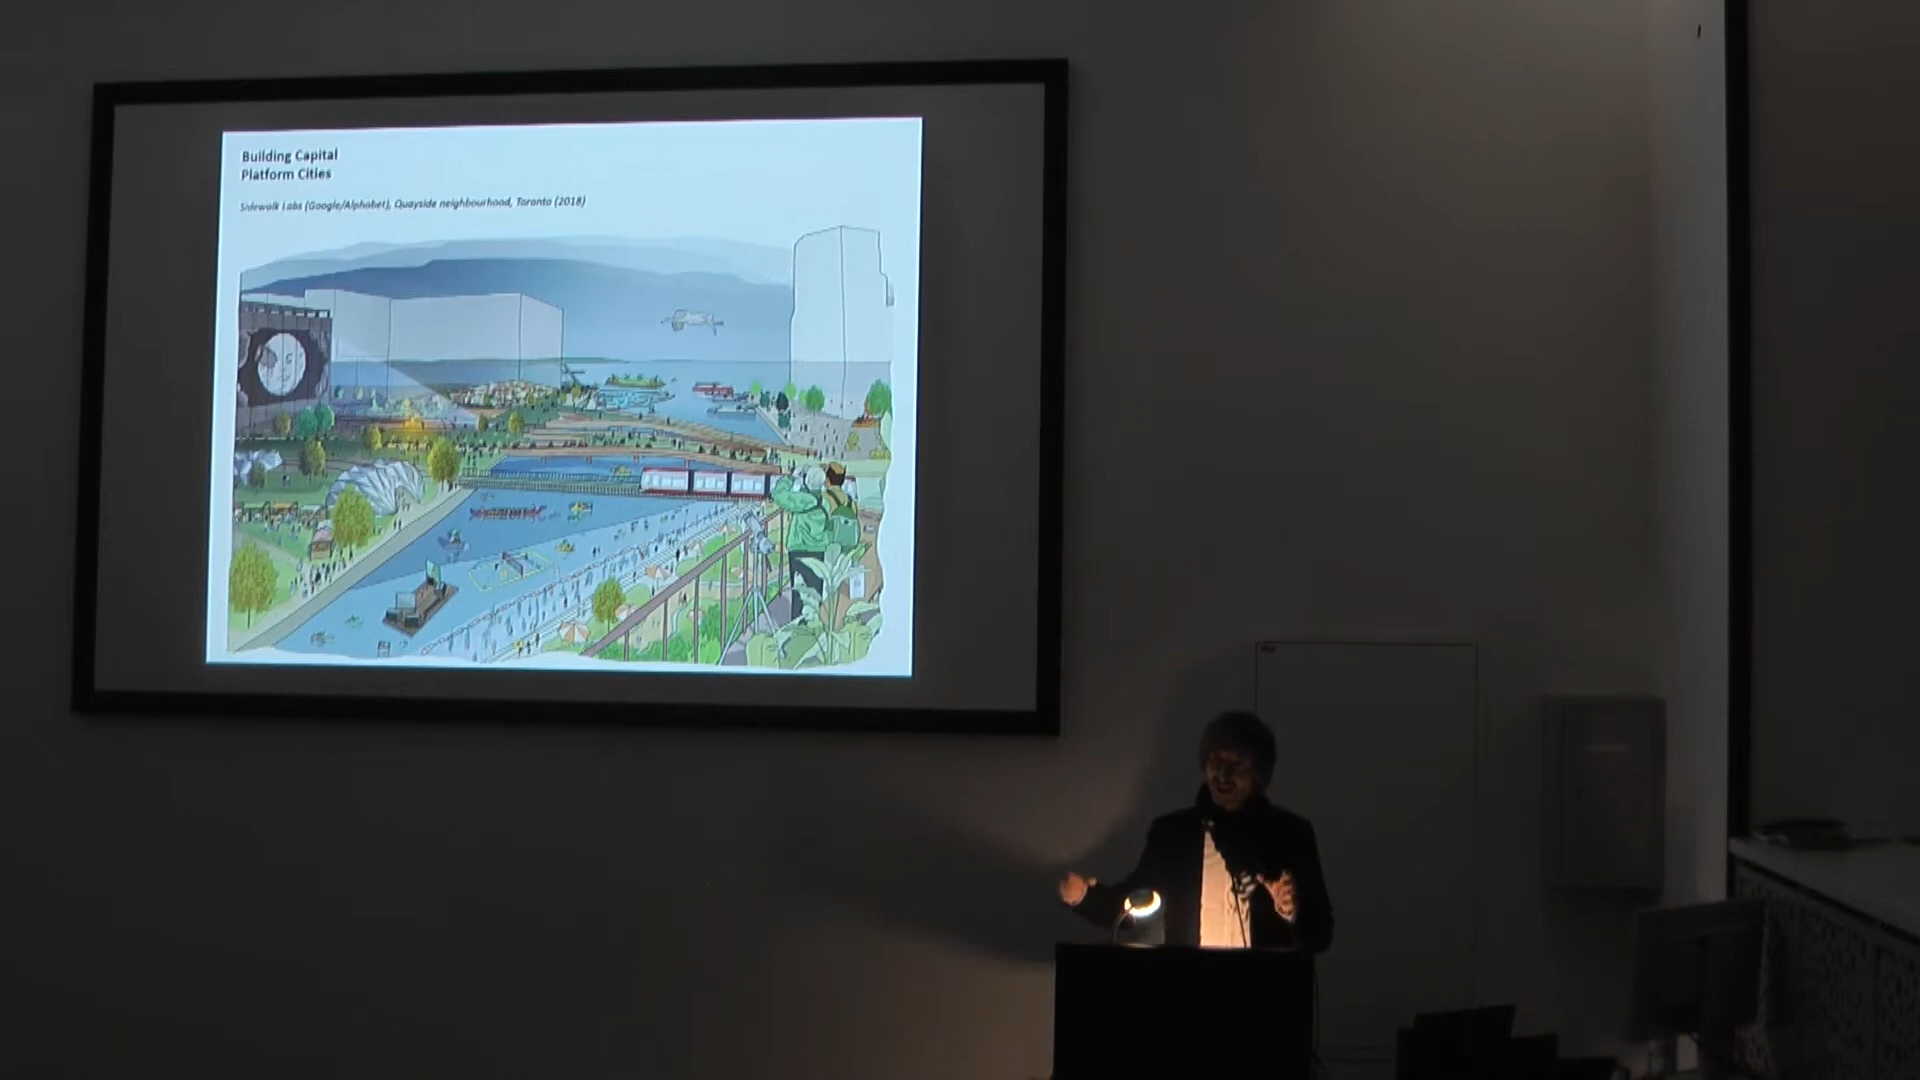 Building Capital
Platform Cities
Sidewalk Labs (Google/Alphabet), Quayside neighbourhood, Toronto (2018)